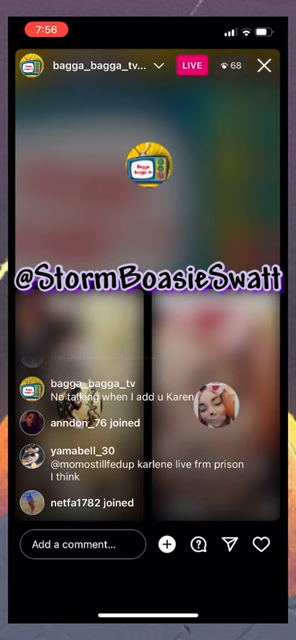 7:56
bagga_bagga_tv...
LIVE
68
@StormBoasieSwatt
bagga_bagga_tv
No talking when I add u Karen
anndon_76 joined
yamabell_30
@momostillfedup karlene live frm prison
I think
netfa1782 joined
Add a comment...